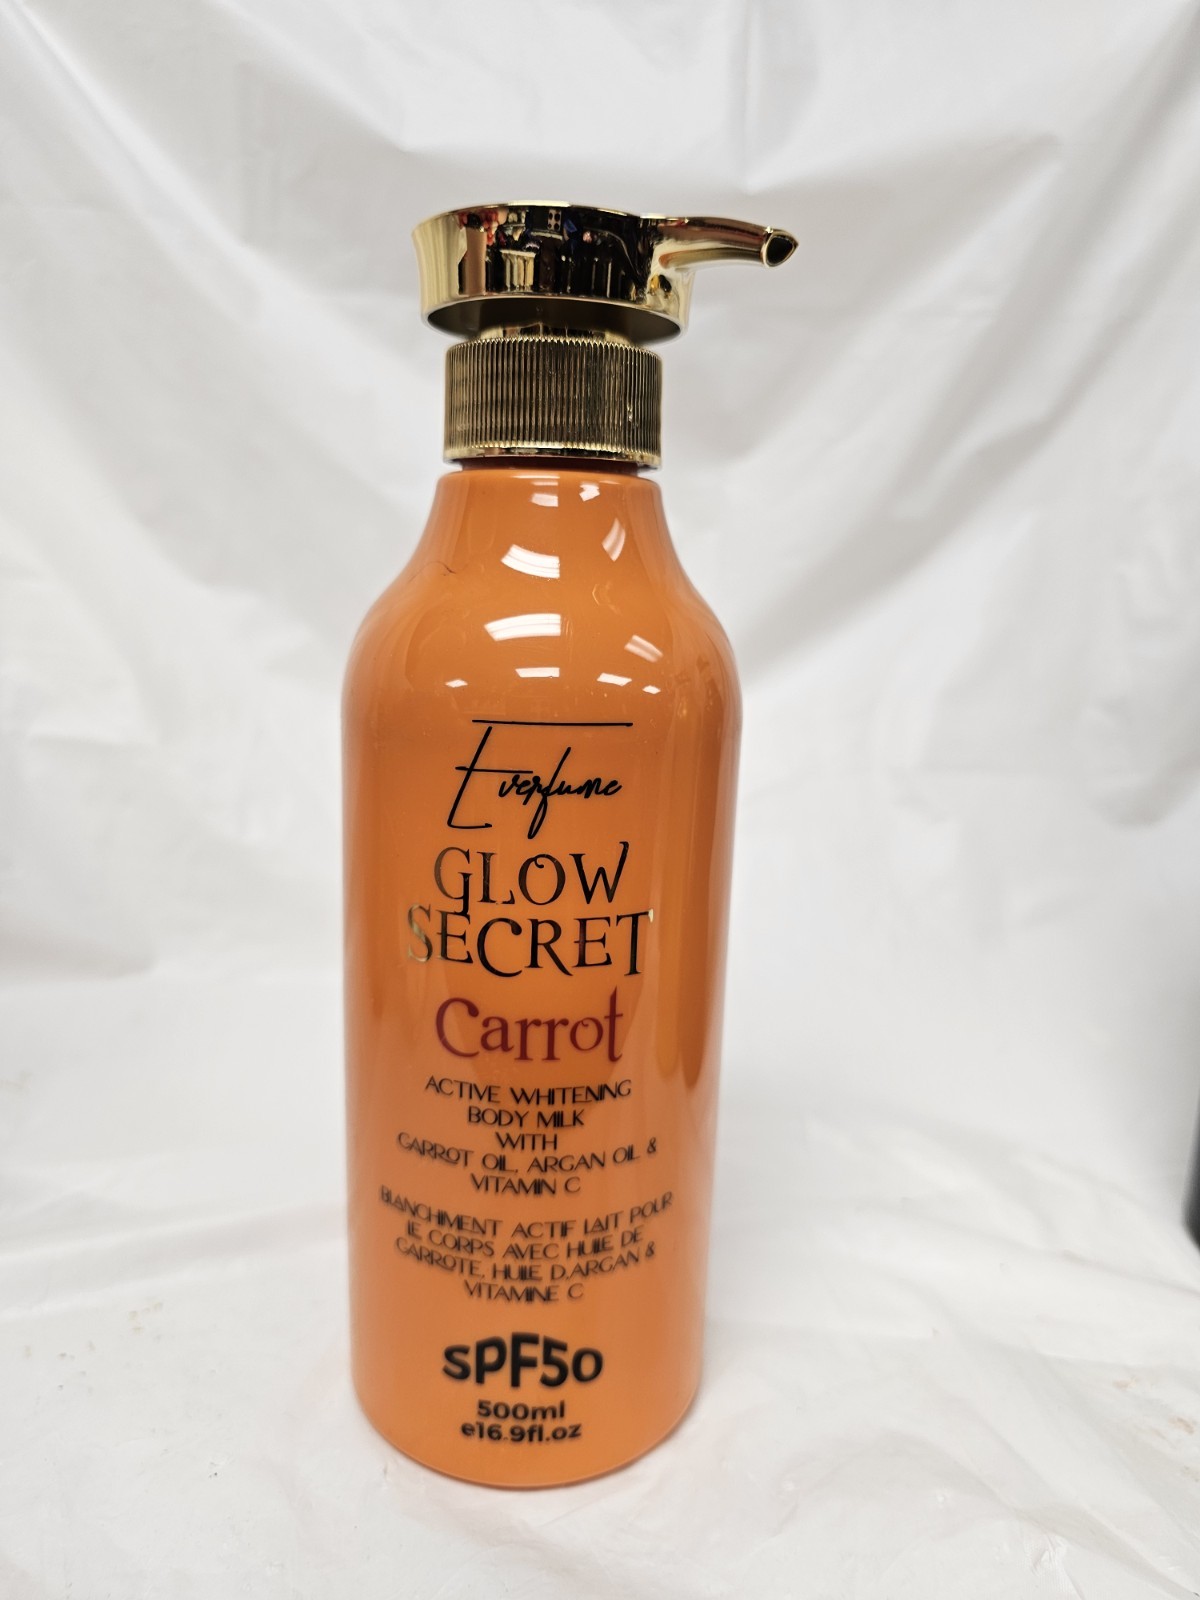 Everfume
GLOW
SECRET
Carrot
ACTIVE WHITENING
BODY MILK
WITH
CARROT OIL, ARGAN OIL &
VITAMIN C
BLANCHIMENT ACTIF LAIT POUR
LE CORPS AVEC HUILE DE
CARROTE, HUILE D.ARGAN &
VITAMINE C
SPF50
500ml
e16.9fl.oz